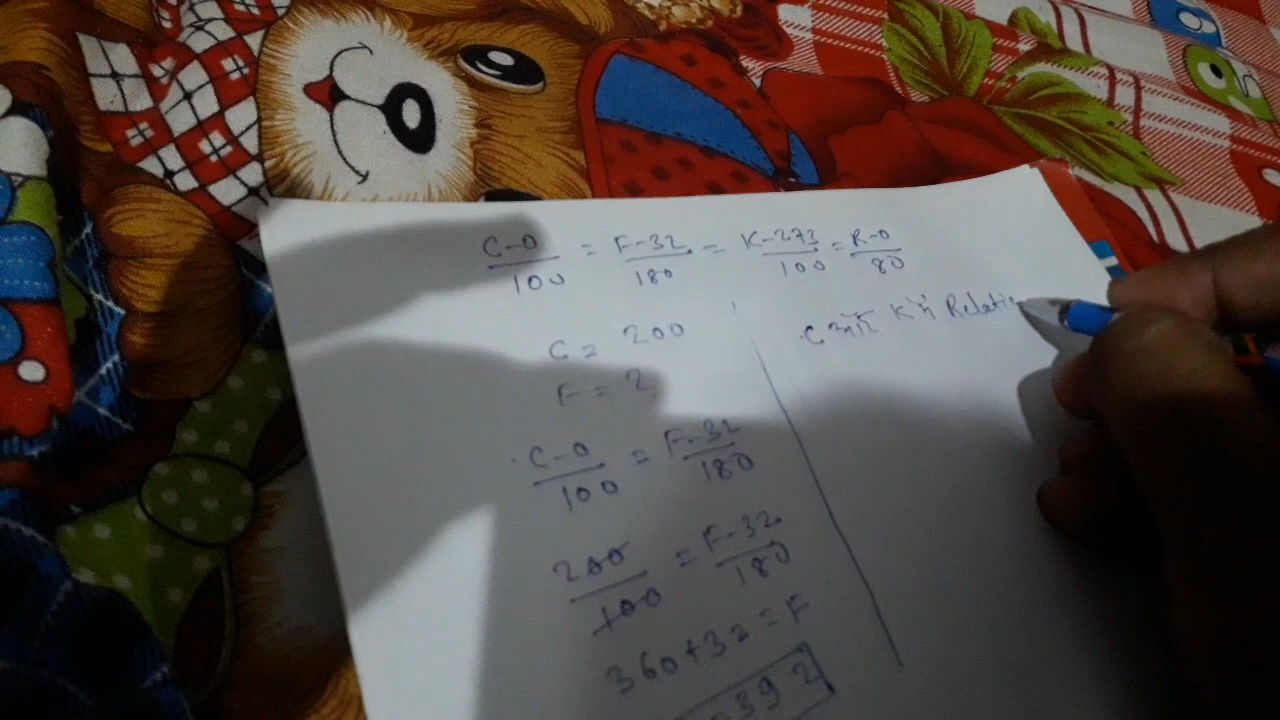 C-0/100 = F-32/180 = K-273/100 = R-0/80
C = 200
F = ?
C-0/100 = F-32/180
200/100 = F-32/180
360+32 = F
= 392
C और K में Relation